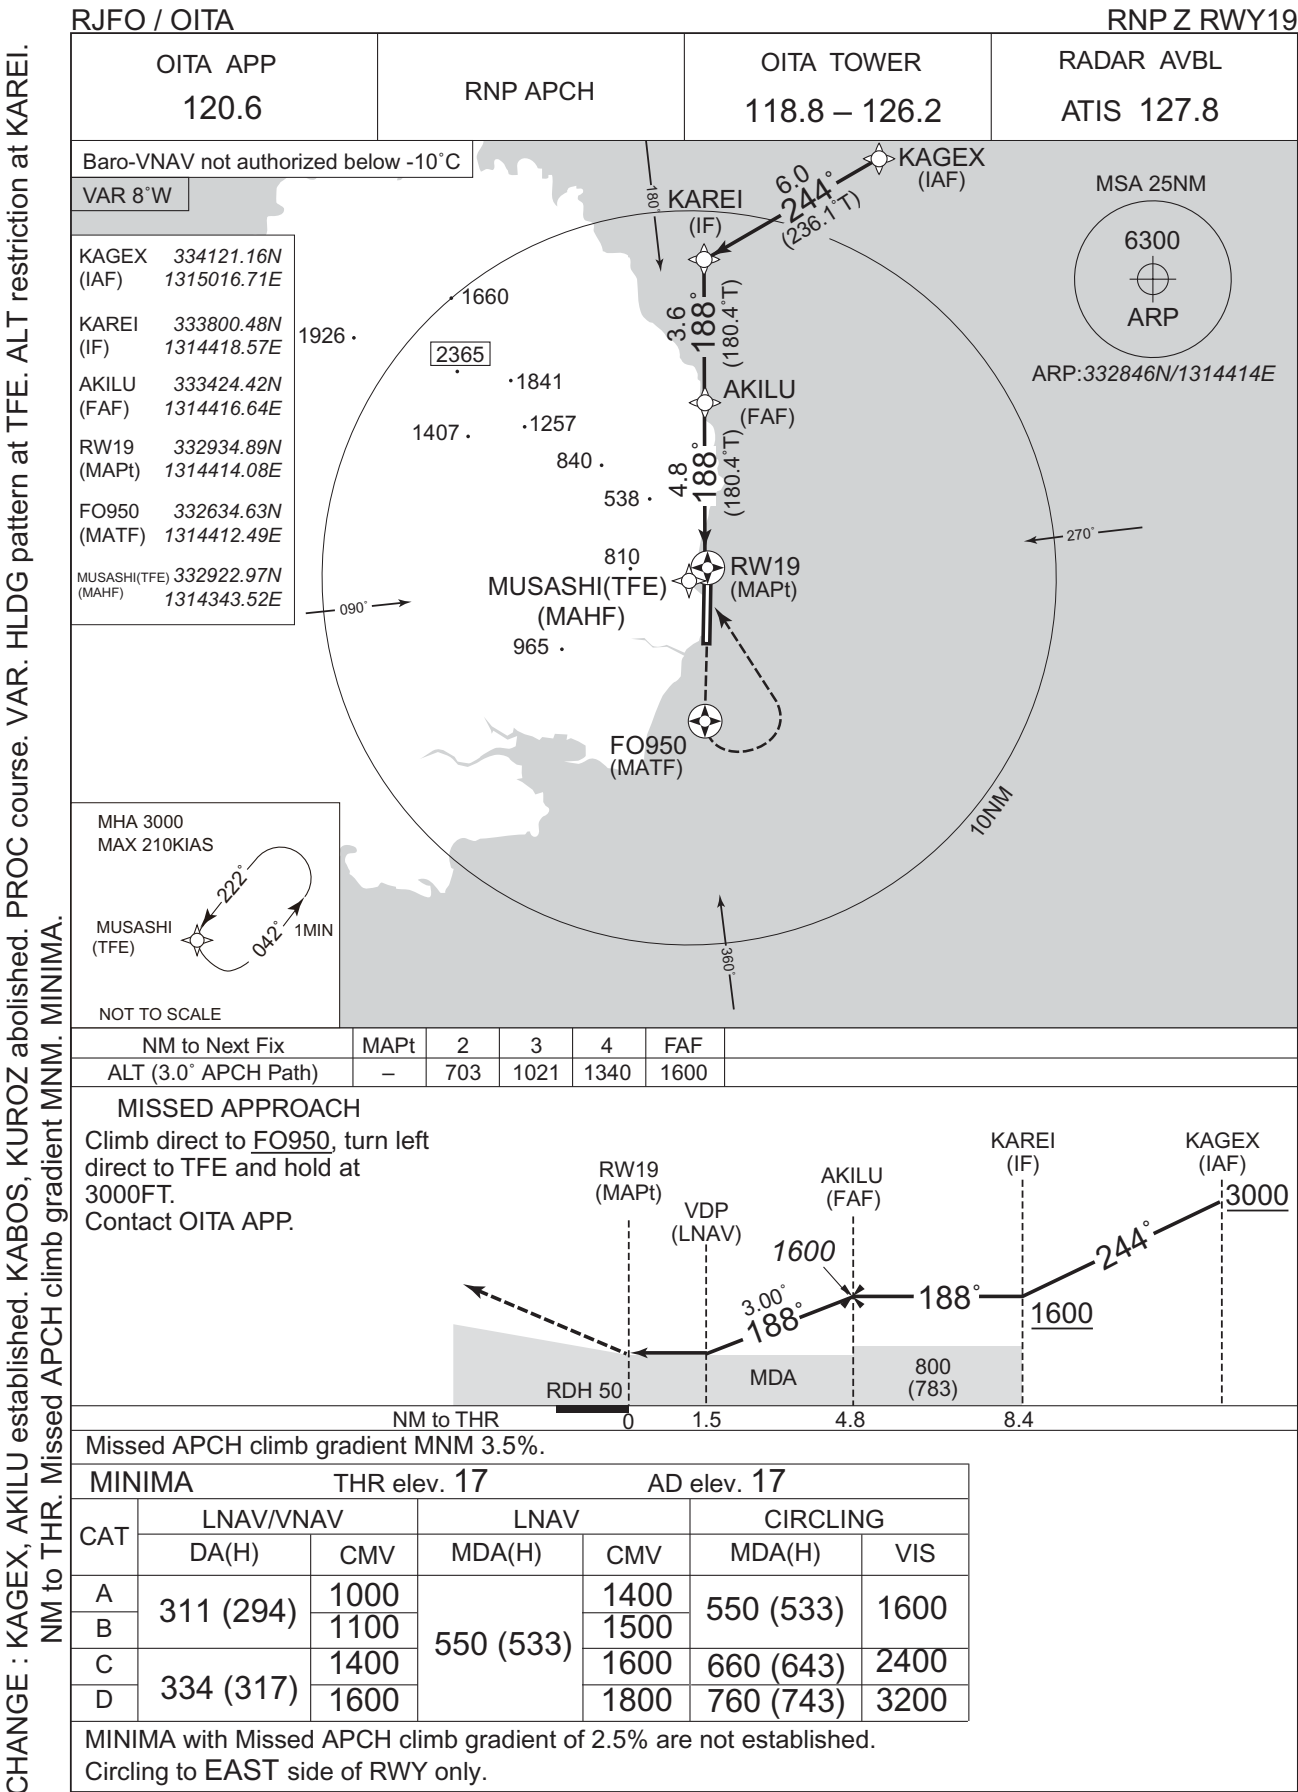 RJFO / OITA
RNP Z RWY19
OITA APP
120.6
RNP APCH
OITA TOWER
118.8 – 126.2
RADAR AVBL
ATIS 127.8
Baro-VNAV not authorized below -10˚C
VAR 8˚W
KAGEX 334121.16N
(IAF) 1315016.71E
KAREI 333800.48N
(IF) 1314418.57E
AKILU 333424.42N
(FAF) 1314416.64E
RW19 332934.89N
(MAPt) 1314414.08E
FO950 332634.63N
(MATF) 1314412.49E
MUSASHI(TFE) 332922.97N
(MAHF) 1314343.52E
180˚
KAREI
(IF)
6.0
244˚
(236.1˚T)
KAGEX
(IAF)
MSA 25NM
6300
ARP
ARP:332846N/1314414E
1660
1926
2365
1841
1407
1257
840
538
810
965
3.6
188˚
(180.4˚T)
AKILU
(FAF)
4.8
188˚
(180.4˚T)
270˚
RW19
(MAPt)
MUSASHI(TFE)
(MAHF)
090˚
FO950
(MATF)
10NM
360˚
MHA 3000
MAX 210KIAS
222˚
042˚
1MIN
MUSASHI
(TFE)
NOT TO SCALE
NM to Next Fix MAPt 2 3 4 FAF
ALT (3.0˚ APCH Path) – 703 1021 1340 1600
MISSED APPROACH
Climb direct to FO950, turn left
direct to TFE and hold at
3000FT.
Contact OITA APP.
RW19
(MAPt)
VDP
(LNAV)
AKILU
(FAF)
KAREI
(IF)
KAGEX
(IAF)
3000
244˚
1600
188˚
1600
3.00˚
188˚
MDA
800
(783)
RDH 50
NM to THR 0 1.5 4.8 8.4
Missed APCH climb gradient MNM 3.5%.
MINIMA THR elev. 17 AD elev. 17
CAT LNAV/VNAV LNAV CIRCLING
DA(H) CMV MDA(H) CMV MDA(H) VIS
A 311 (294) 1000 550 (533) 1400 550 (533) 1600
B 1100 1500
C 334 (317) 1400 1600 660 (643) 2400
D 1600 1800 760 (743) 3200
MINIMA with Missed APCH climb gradient of 2.5% are not established.
Circling to EAST side of RWY only.
CHANGE : KAGEX, AKILU established. KABOS, KUROZ abolished. PROC course. VAR. HLDG pattern at TFE. ALT restriction at KAREI.
NM to THR. Missed APCH climb gradient MNM. MINIMA.